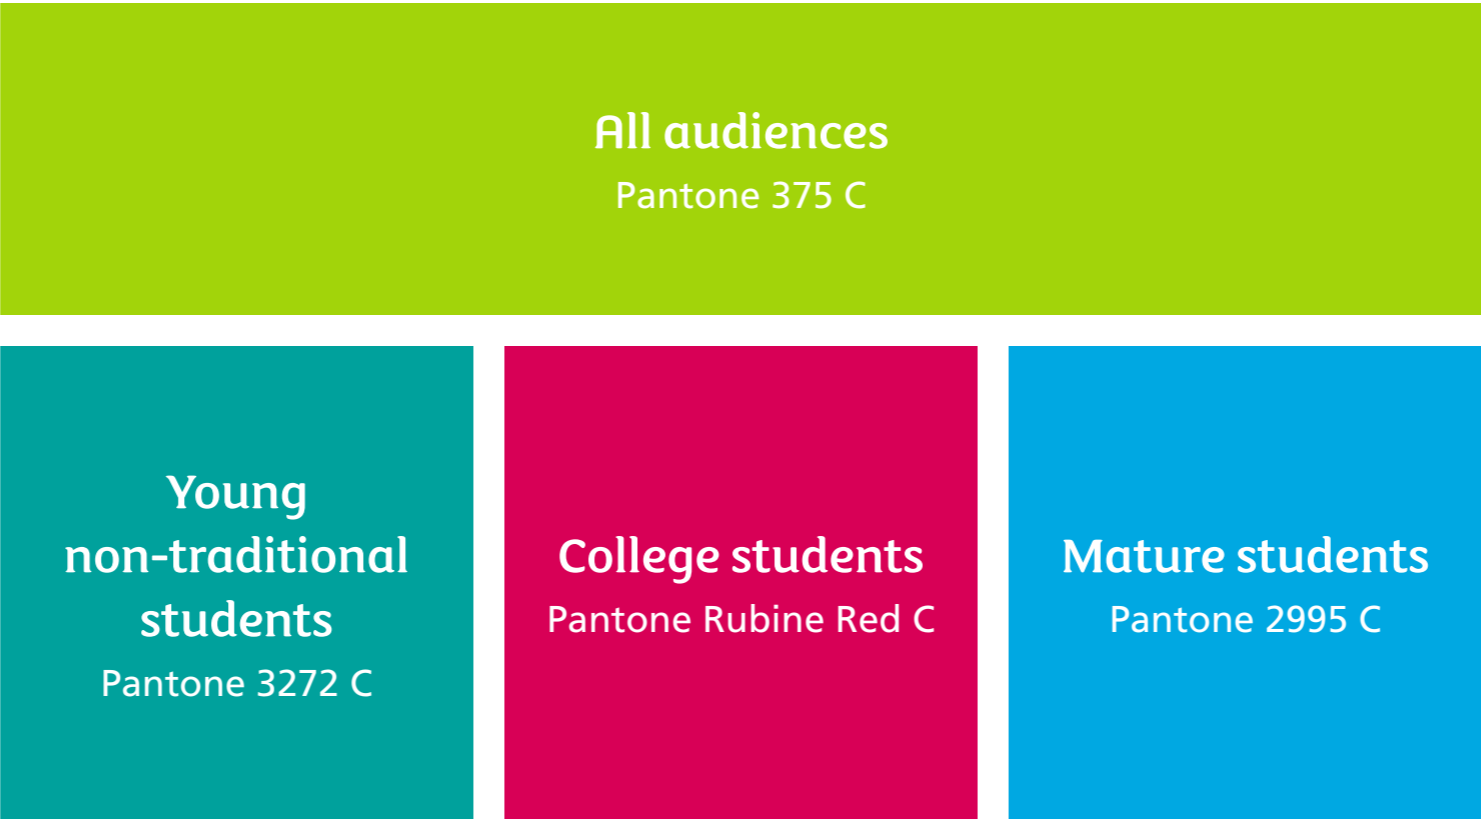 All audiences
Pantone 375 C
Young
non-traditional
students
Pantone 3272 C
College students
Pantone Rubine Red C
Mature students
Pantone 2995 C